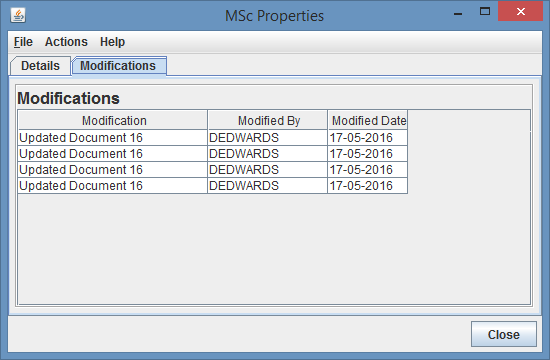 MSc Properties
File Actions Help
Details Modifications
Modifications
Modification Modified By Modified Date
Updated Document 16 DEDWARDS 17-05-2016
Updated Document 16 DEDWARDS 17-05-2016
Updated Document 16 DEDWARDS 17-05-2016
Updated Document 16 DEDWARDS 17-05-2016
Close